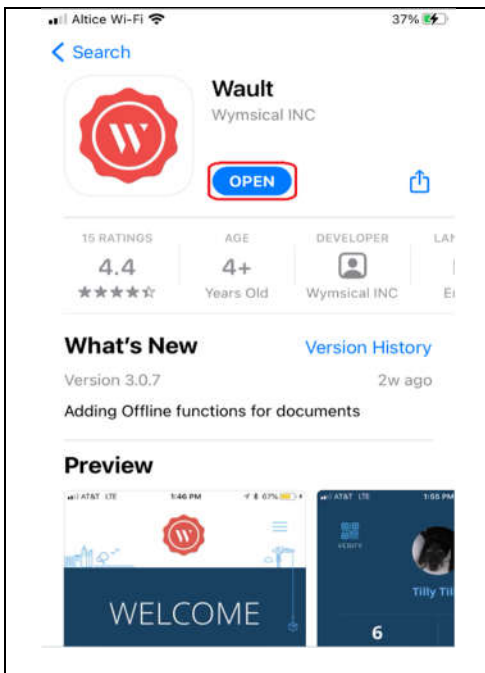 Altice Wi-Fi 37%
Search
Wault
Wymsical INC
W
OPEN
15 RATINGS AGE DEVELOPER
4.4 4+
Years Old Wymsical INC
What's New Version History
Version 3.0.7 2w ago
Adding Offline functions for documents
Preview
AT&T LTE 1:46 PM 67% AT&T LTE 1:55 PM
W
VERIFY
WELCOME
Tilly
6